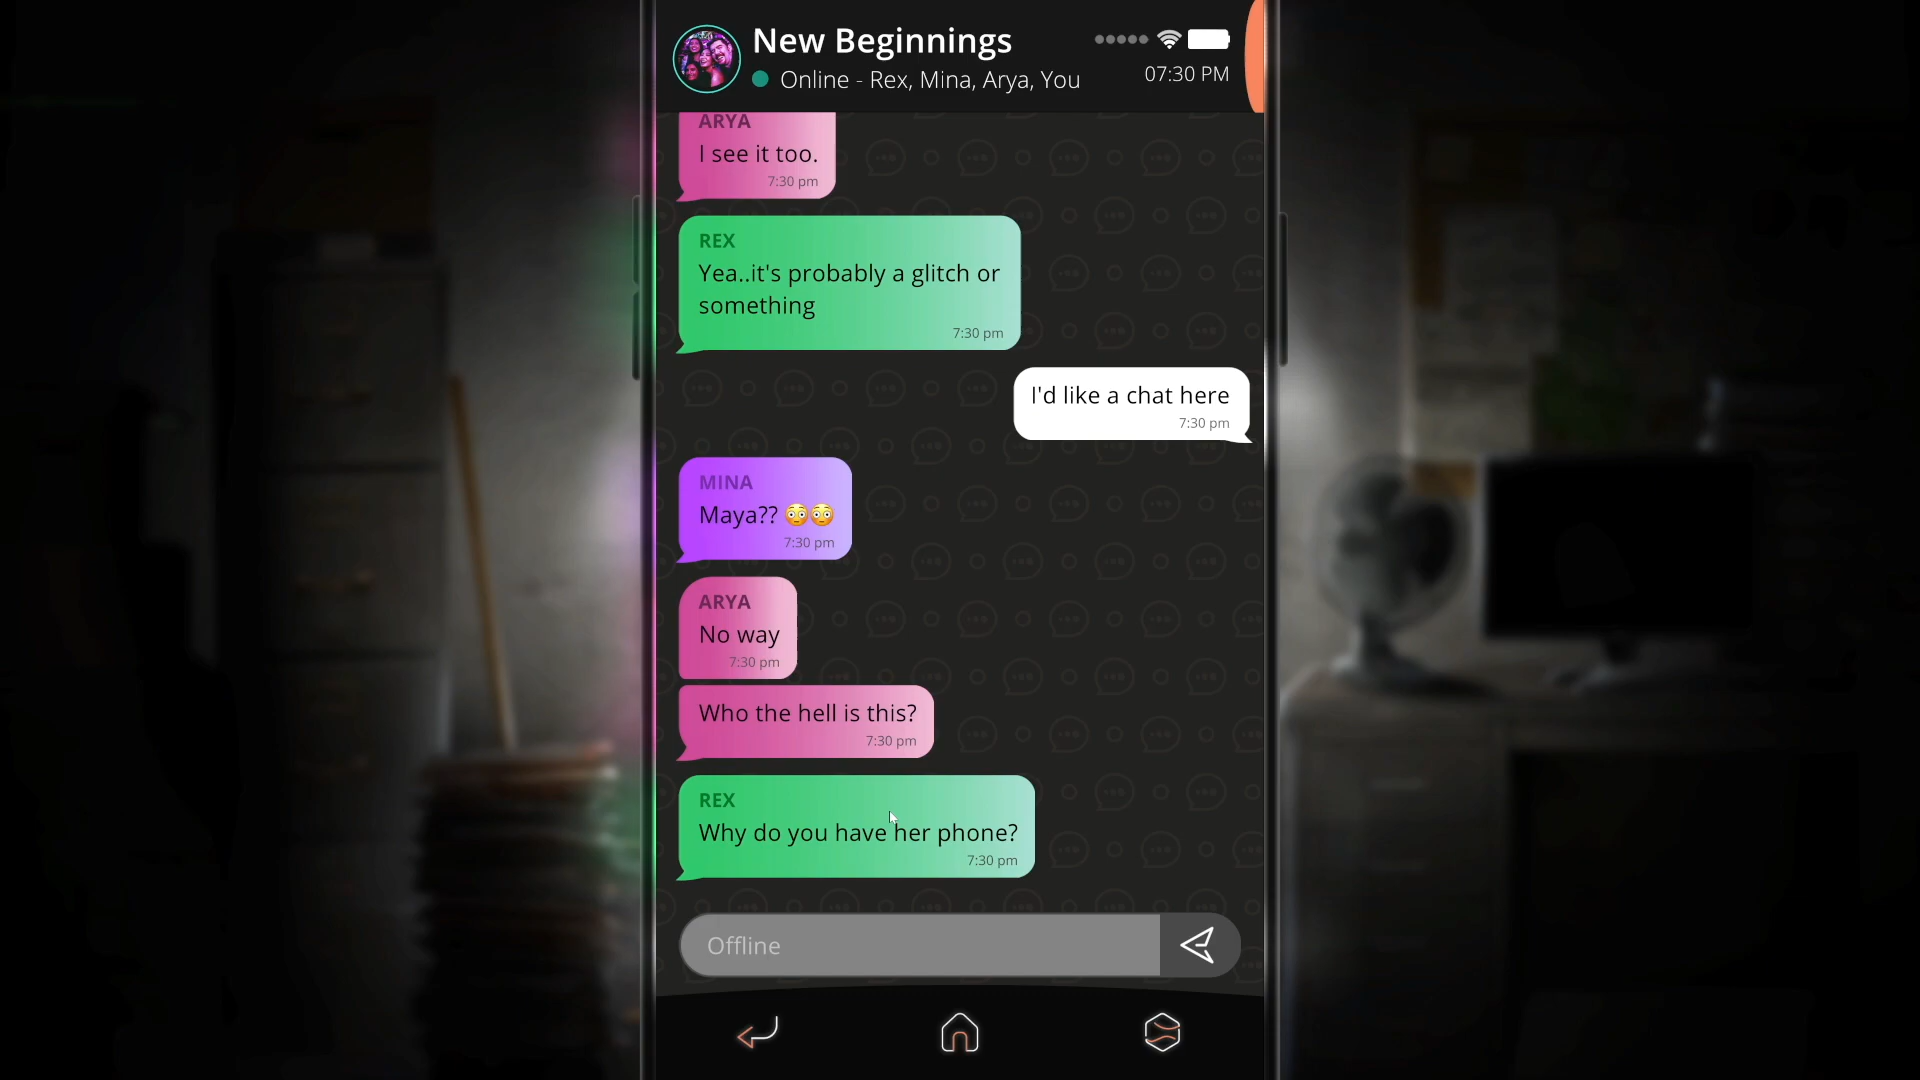 New Beginnings
Online - Rex, Mina, Arya, You
07:30 PM
ARYA
I see it too.
7:30 pm
REX
Yea..it's probably a glitch or
something
7:30 pm
I'd like a chat here
7:30 pm
MINA
Maya?? 😳😳
7:30 pm
ARYA
No way
7:30 pm
Who the hell is this?
7:30 pm
REX
Why do you have her phone?
7:30 pm
Offline